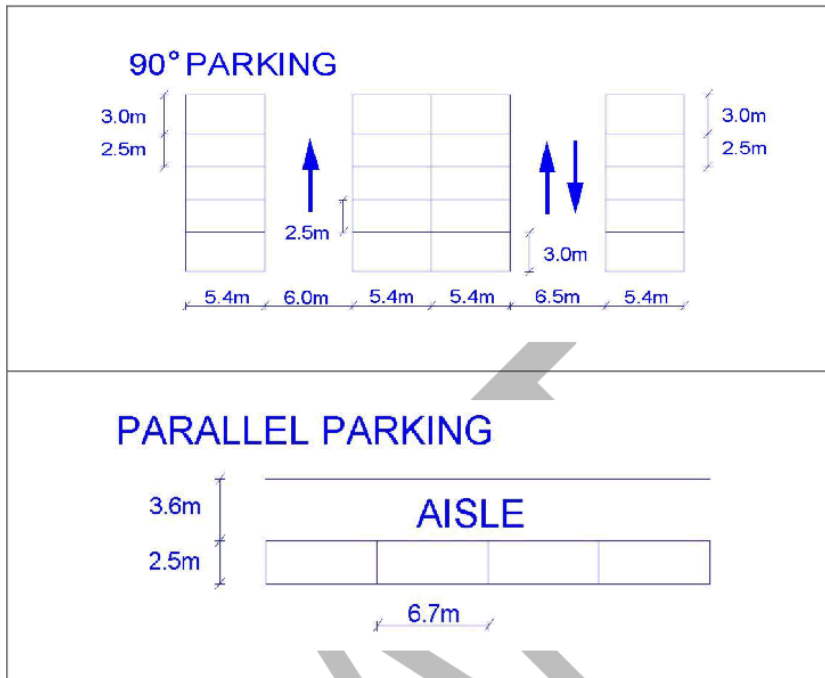 90° PARKING
3.0m
3.0m
2.5m
2.5m
2.5m
3.0m
5.4m 6.0m 5.4m 5.4m 6.5m 5.4m
PARALLEL PARKING
3.6m
AISLE
2.5m
6.7m